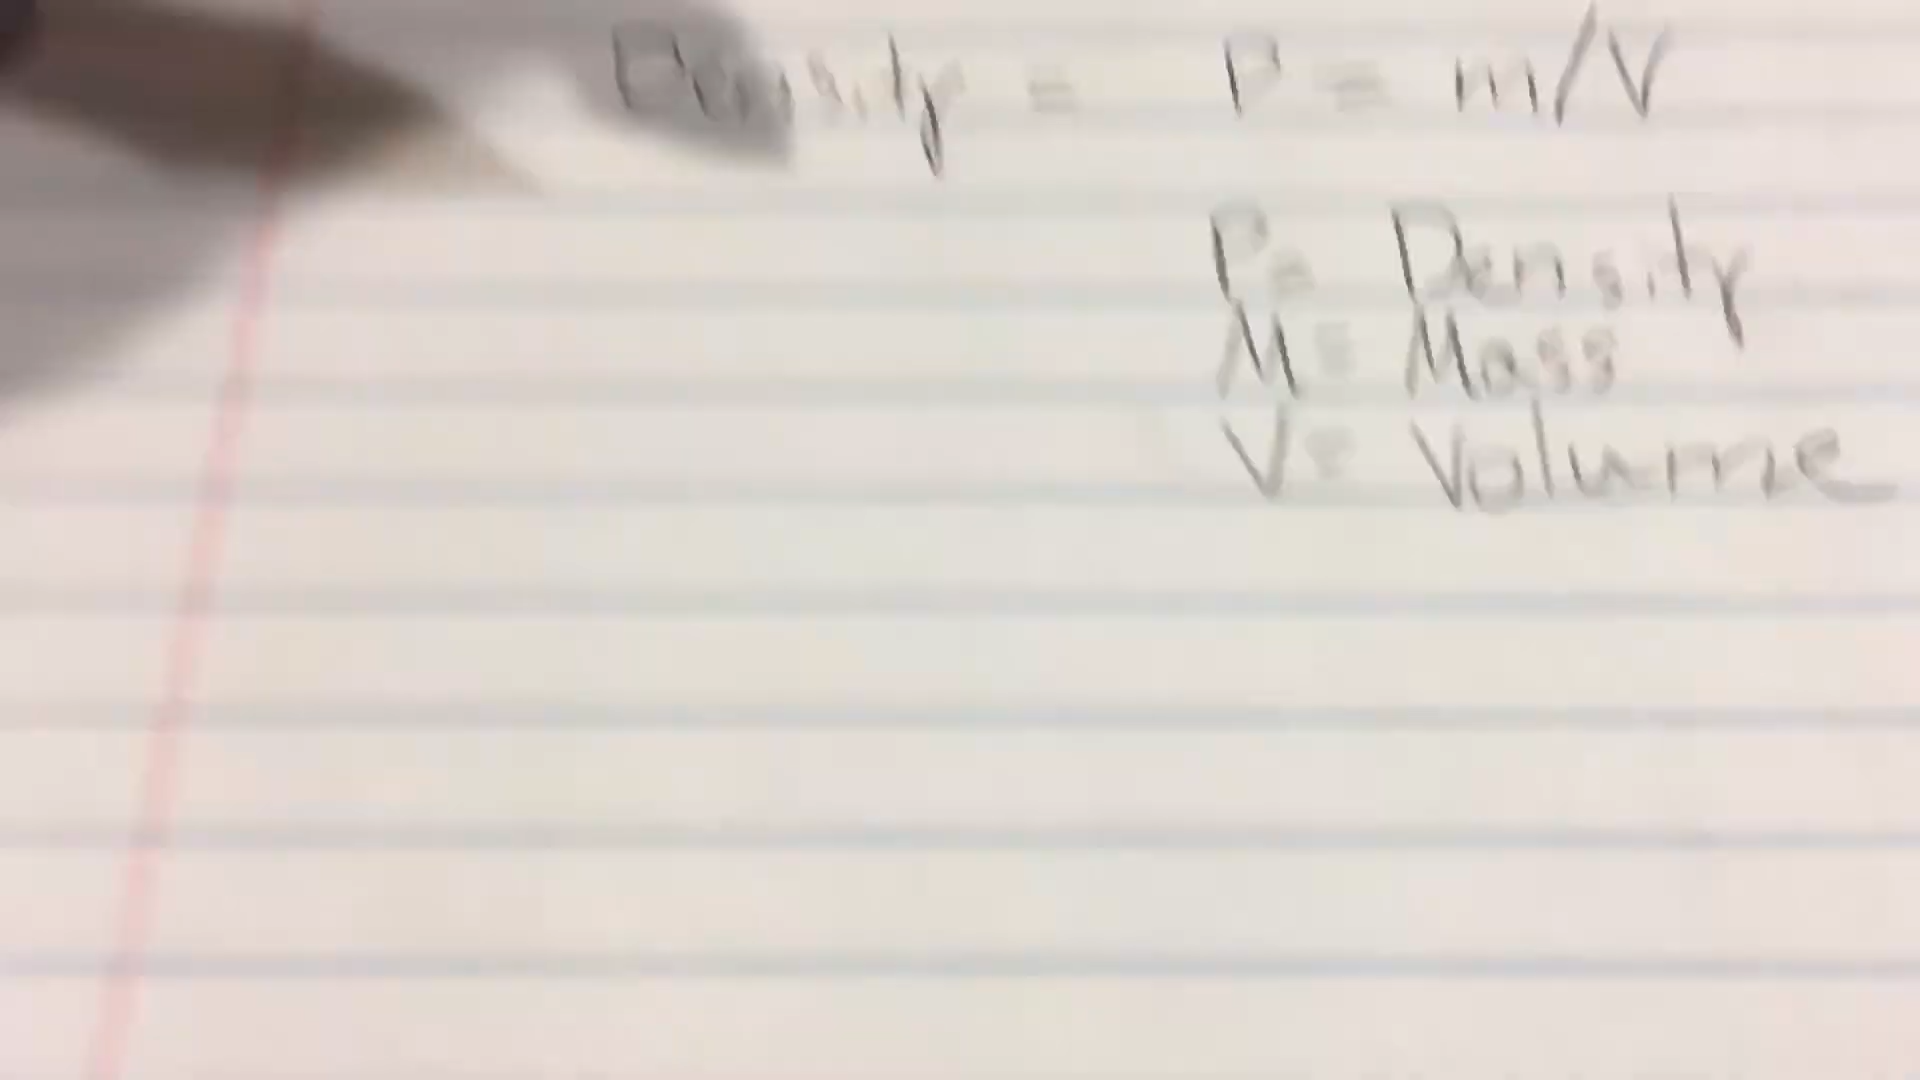 Density = P = m/V
P = Density
M = Mass
V = Volume